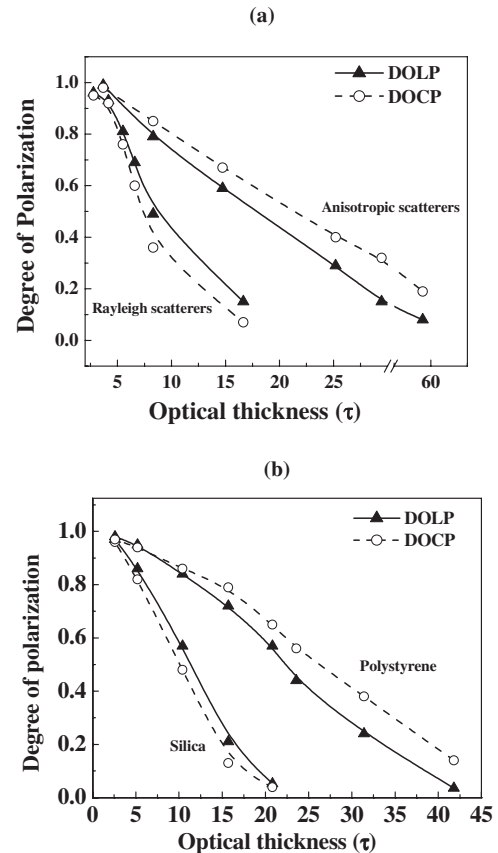 (a)
DOLP
DOCP
1.0
0.8
0.6
0.4
0.2
0.0
Degree of Polarization
Anisotropic scatterers
Rayleigh scatterers
5 10 15 20 25 60
Optical thickness (τ)
(b)
DOLP
DOCP
1.0
0.8
0.6
0.4
0.2
0.0
Degree of polarization
Polystyrene
Silica
0 5 10 15 20 25 30 35 40 45
Optical thickness (τ)